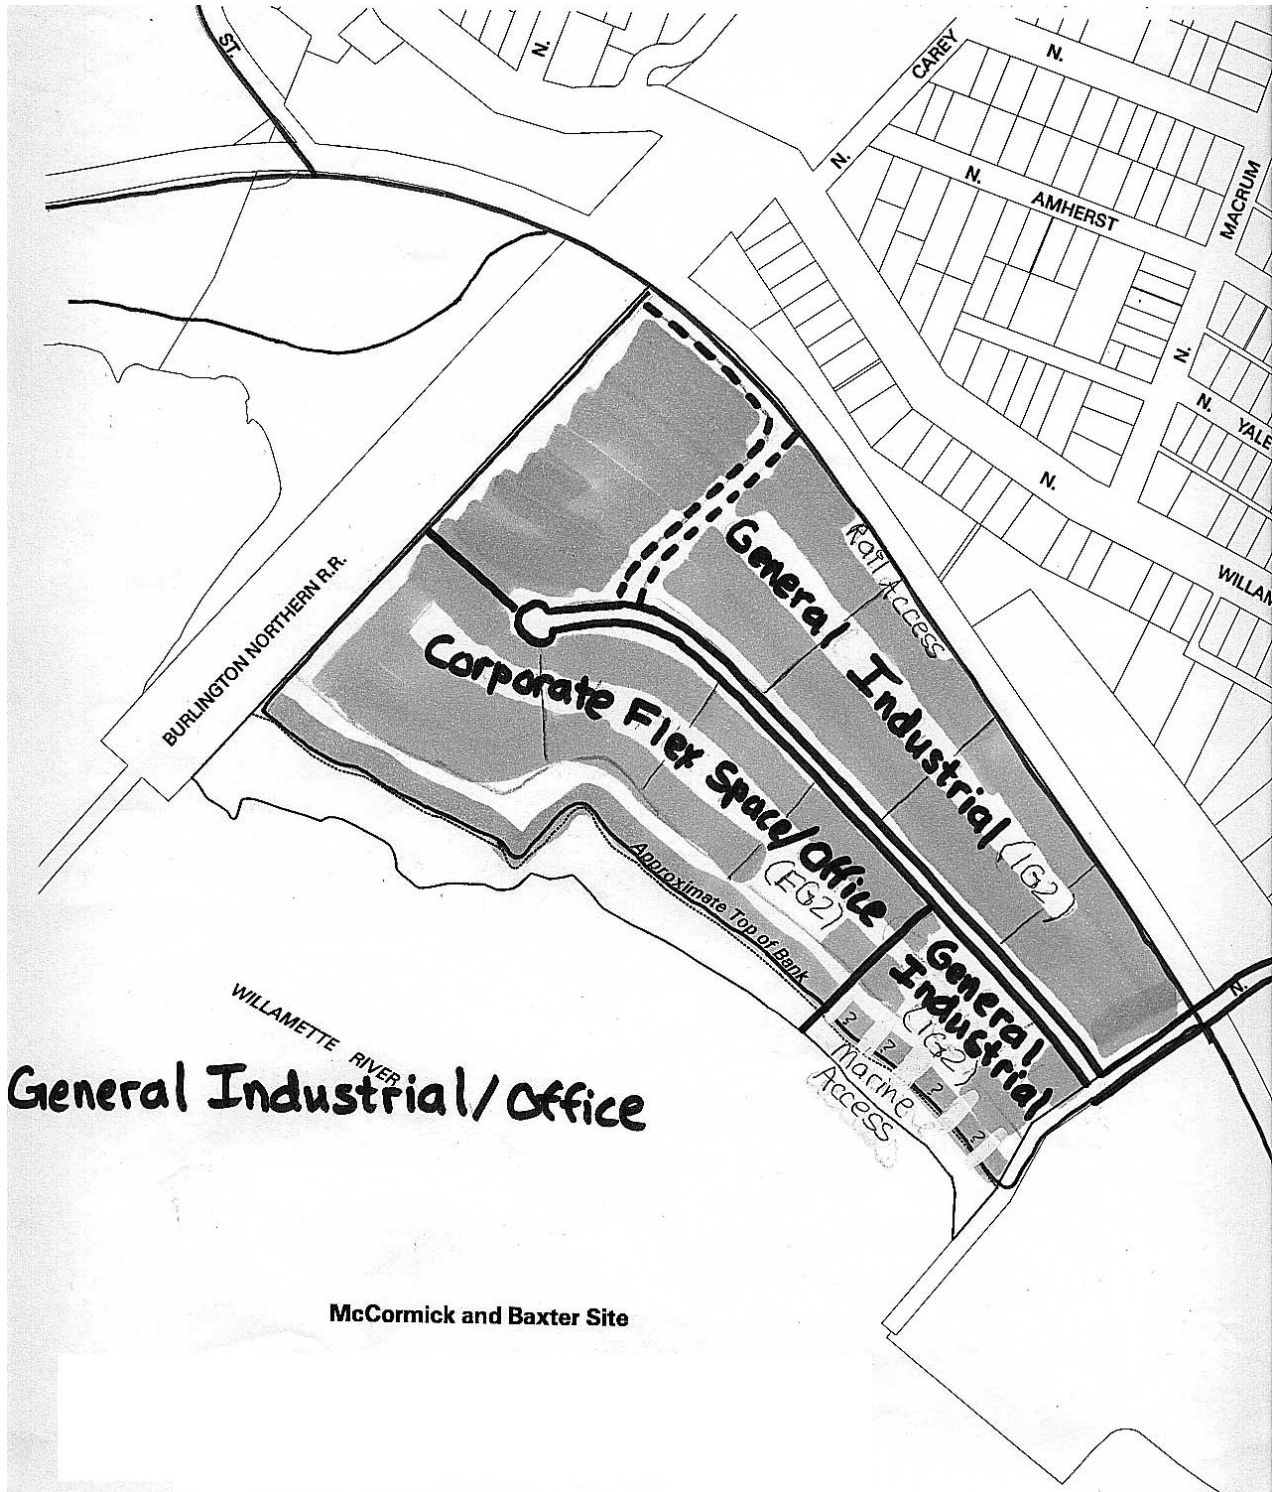 ST.
N.
CAREY
N.
N.
N.
AMHERST
MACRUM
N.
N. YALE
N.
WILLAM
BURLINGTON NORTHERN R.R.
Rail Access
General Industrial (IG2)
Corporate Flex Space/Office
(EG2)
General
Industrial
(IG2)
Approximate Top of Bank
? ? ? ?
Marine
Access
N.
WILLAMETTE RIVER
General Industrial/Office
McCormick and Baxter Site